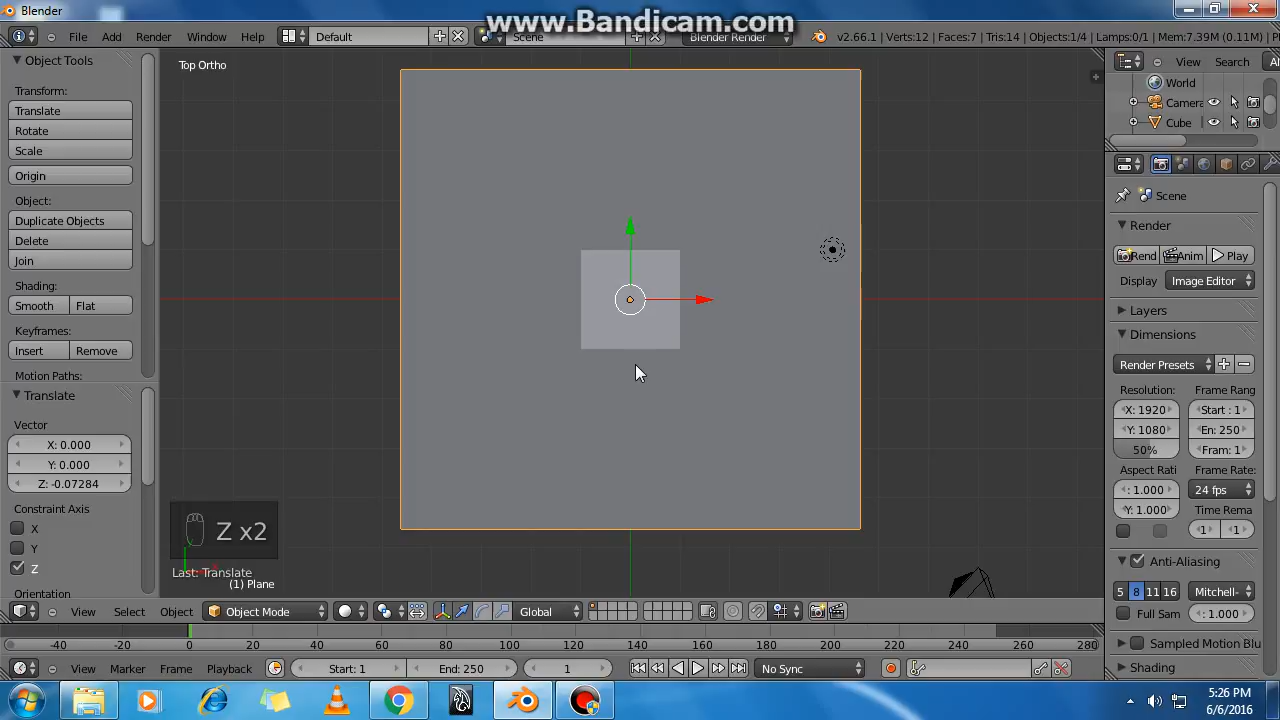 Blender
www.Bandicam.com
File Add Render Window Help Default Scene Blender Render v2.66.1 | Verts:12 | Faces:7 | Tris:14 | Objects:1/4 | Lamps:0/1 | Mem:7.39M (0.11M) | P
Object Tools
Transform:
Translate
Rotate
Scale
Origin
Object:
Duplicate Objects
Delete
Join
Shading:
Smooth Flat
Keyframes:
Insert Remove
Motion Paths:
Translate
Vector
X: 0.000
Y: 0.000
Z: -0.07284
Constraint Axis
X
Y
Z
Orientation
Top Ortho
Z x2
Last: Translate
(1) Plane
View Select Object Object Mode Global
View Search Al
World
Camera
Cube
Scene
Render
Rend Anim Play
Display Image Editor
Layers
Dimensions
Render Presets
Resolution: Frame Rang
X: 1920 Start : 1
Y: 1080 En: 250
50% Fram: 1
Aspect Rati Frame Rate:
: 1.000 24 fps
Y: 1.000 Time Rema
1 1
Anti-Aliasing
5 8 11 16 Mitchell-
Full Sam : 1.000
Sampled Motion Blu
Shading
-40 -20 0 20 40 60 80 100 120 140 160 180 200 220 240 260 280
View Marker Frame Playback Start: 1 End: 250 1 No Sync
5:26 PM
6/6/2016